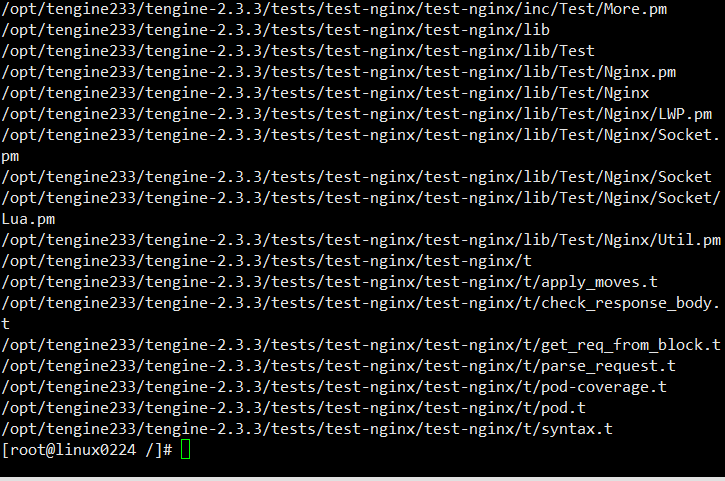 /opt/tengine233/tengine-2.3.3/tests/test-nginx/test-nginx/inc/Test/More.pm
/opt/tengine233/tengine-2.3.3/tests/test-nginx/test-nginx/lib
/opt/tengine233/tengine-2.3.3/tests/test-nginx/test-nginx/lib/Test
/opt/tengine233/tengine-2.3.3/tests/test-nginx/test-nginx/lib/Test/Nginx.pm
/opt/tengine233/tengine-2.3.3/tests/test-nginx/test-nginx/lib/Test/Nginx
/opt/tengine233/tengine-2.3.3/tests/test-nginx/test-nginx/lib/Test/Nginx/LWP.pm
/opt/tengine233/tengine-2.3.3/tests/test-nginx/test-nginx/lib/Test/Nginx/Socket.
pm
/opt/tengine233/tengine-2.3.3/tests/test-nginx/test-nginx/lib/Test/Nginx/Socket
/opt/tengine233/tengine-2.3.3/tests/test-nginx/test-nginx/lib/Test/Nginx/Socket/
Lua.pm
/opt/tengine233/tengine-2.3.3/tests/test-nginx/test-nginx/lib/Test/Nginx/Util.pm
/opt/tengine233/tengine-2.3.3/tests/test-nginx/test-nginx/t
/opt/tengine233/tengine-2.3.3/tests/test-nginx/test-nginx/t/apply_moves.t
/opt/tengine233/tengine-2.3.3/tests/test-nginx/test-nginx/t/check_response_body.
t
/opt/tengine233/tengine-2.3.3/tests/test-nginx/test-nginx/t/get_req_from_block.t
/opt/tengine233/tengine-2.3.3/tests/test-nginx/test-nginx/t/parse_request.t
/opt/tengine233/tengine-2.3.3/tests/test-nginx/test-nginx/t/pod-coverage.t
/opt/tengine233/tengine-2.3.3/tests/test-nginx/test-nginx/t/pod.t
/opt/tengine233/tengine-2.3.3/tests/test-nginx/test-nginx/t/syntax.t
[root@linux0224 /]#